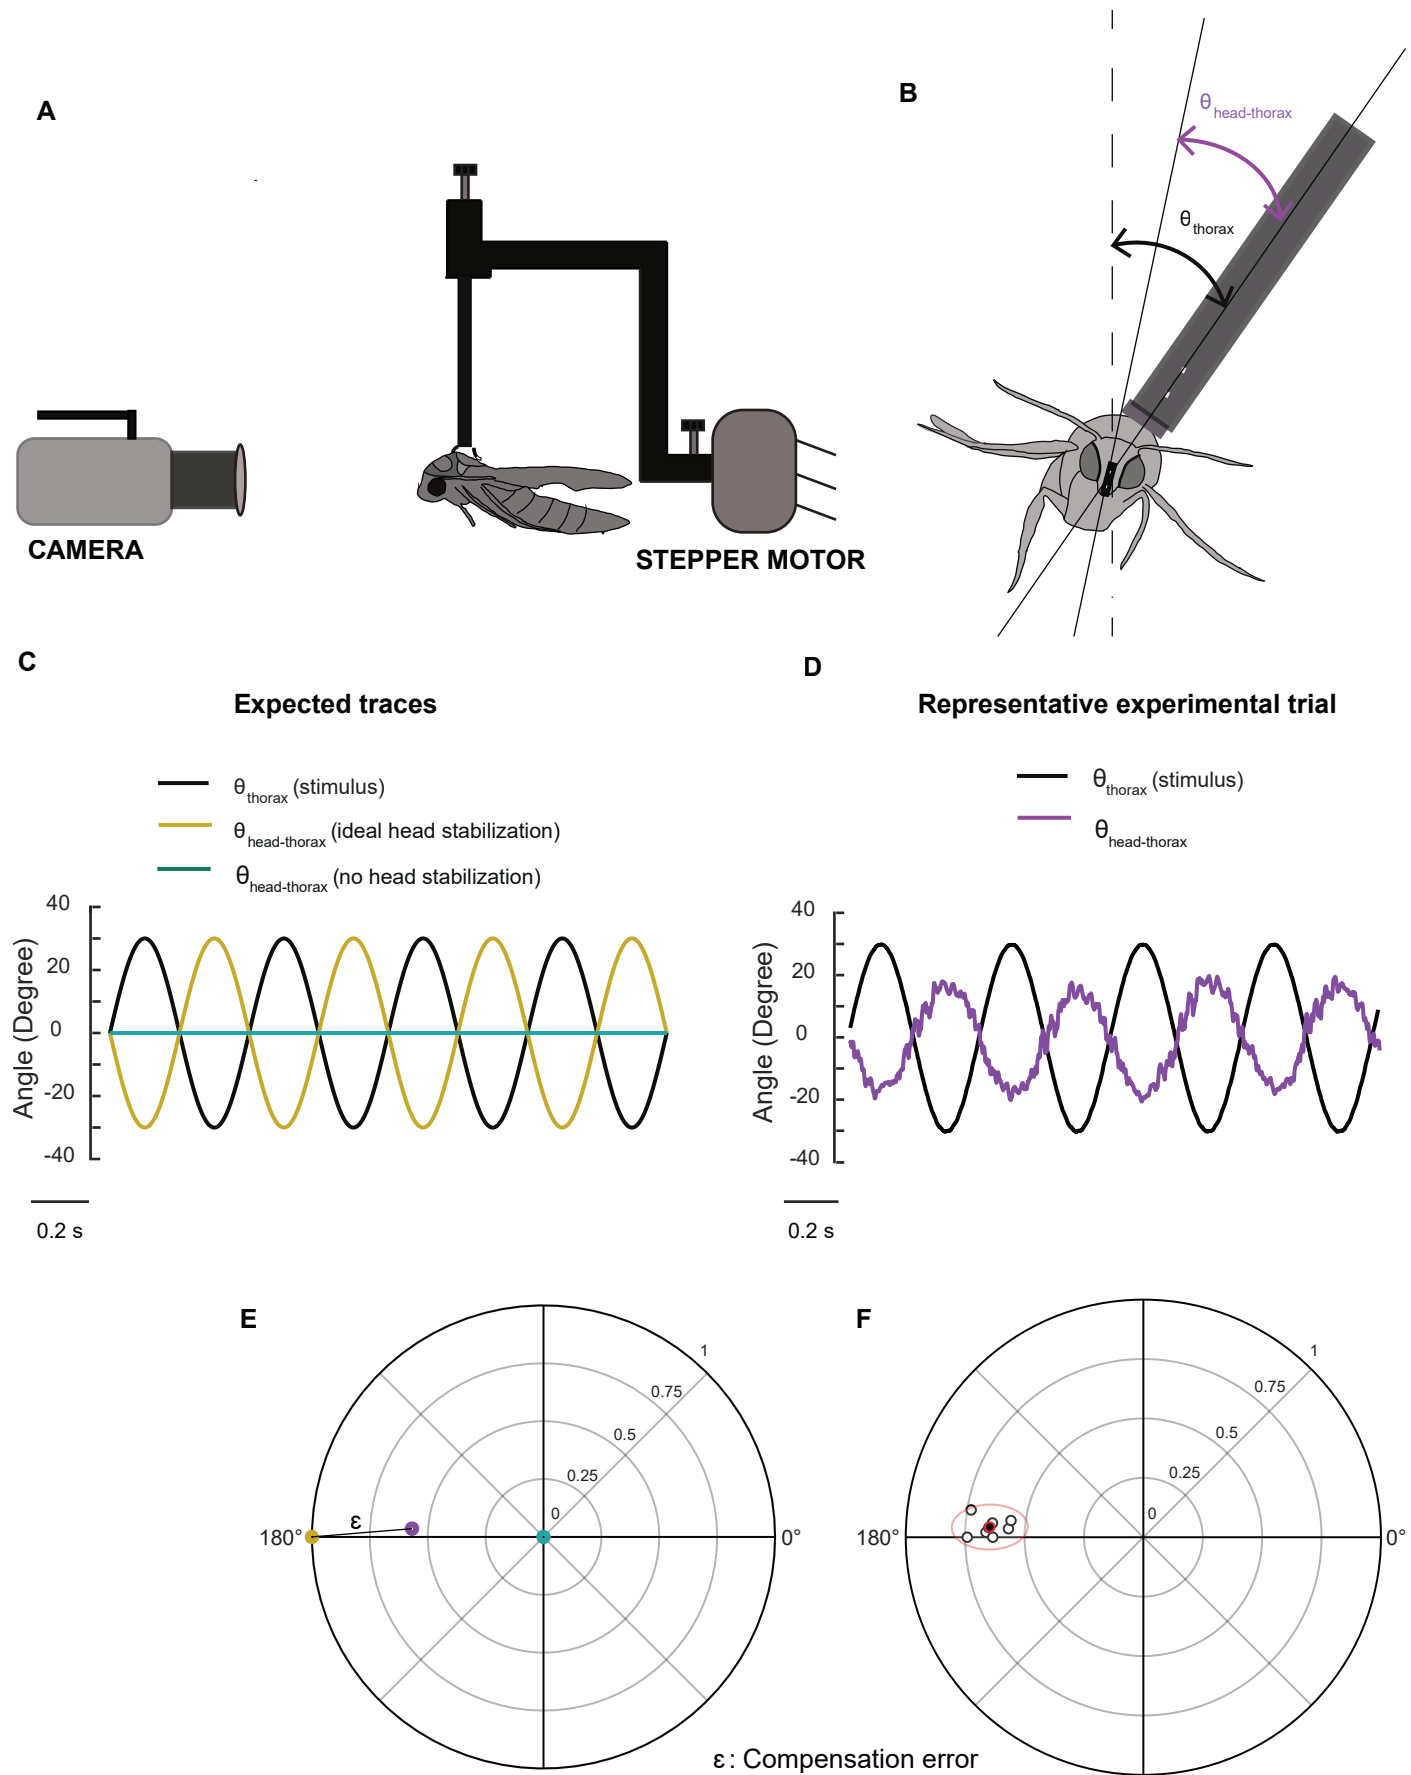 A
B
θhead-thorax
θthorax
CAMERA
STEPPER MOTOR
C
D
Expected traces
Representative experimental trial
θthorax (stimulus)
θhead-thorax (ideal head stabilization)
θhead-thorax (no head stabilization)
θthorax (stimulus)
θhead-thorax
40
20
0
-20
-40
Angle (Degree)
0.2 s
40
20
0
-20
-40
Angle (Degree)
0.2 s
E
1
0.75
0.5
0.25
0
ε
180°
0°
F
1
0.75
0.5
0.25
0
180°
0°
ε: Compensation error